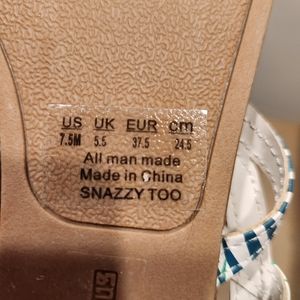 US UK EUR cm
7.5M 5.5 37.5 24.5
All man made
Made in China
SNAZZY TOO